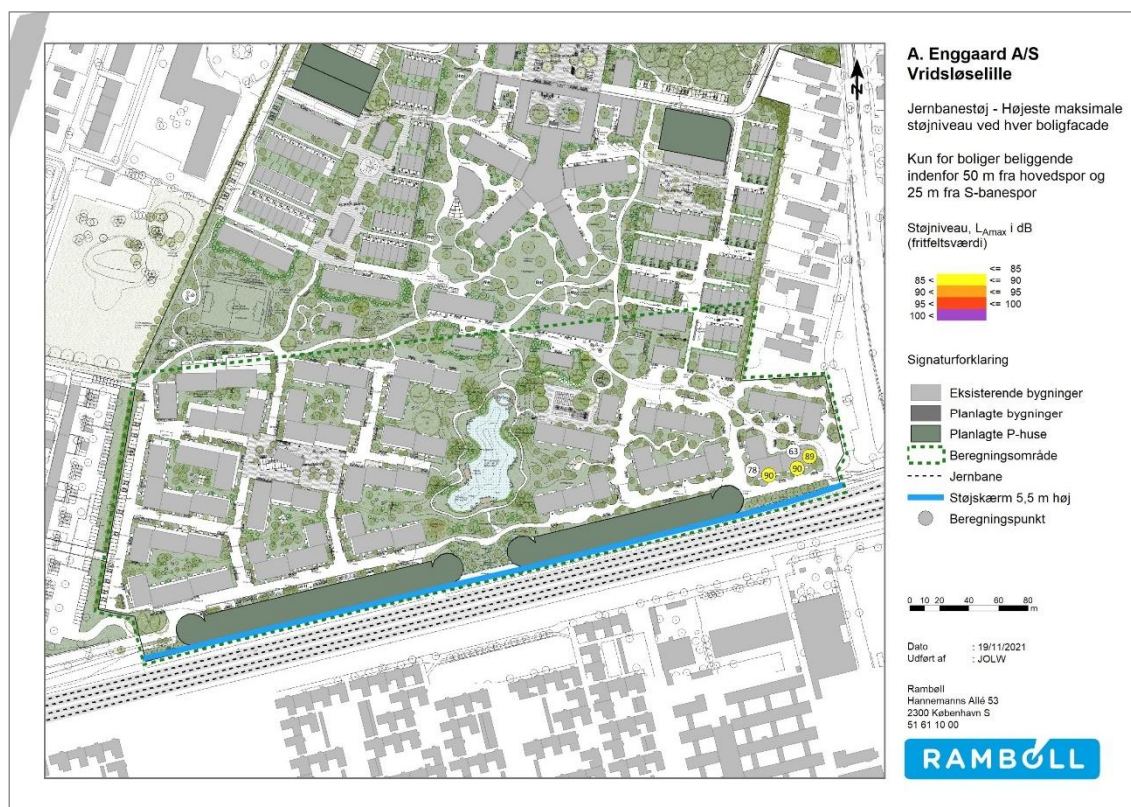 A. Enggaard A/S
Vridsløselille
N
Jernbanestøj - Højeste maksimale
støjniveau ved hver boligfacade
Kun for boliger beliggende
indenfor 50 m fra hovedspor og
25 m fra S-banespor
Støjniveau, LAmax i dB
(fritfeltsværdi)
<= 85
85 < <= 90
90 < <= 95
95 < <= 100
100 <
Signaturforklaring
Eksisterende bygninger
Planlagte bygninger
Planlagte P-huse
Beregningsområde
Jernbane
Støjskærm 5,5 m høj
Beregningspunkt
63
89
78
90
90
0 10 20 40 60 80
m
Dato : 19/11/2021
Udført af : JOLW
Rambøll
Hannemanns Allé 53
2300 København S
51 61 10 00
RAMBOLL